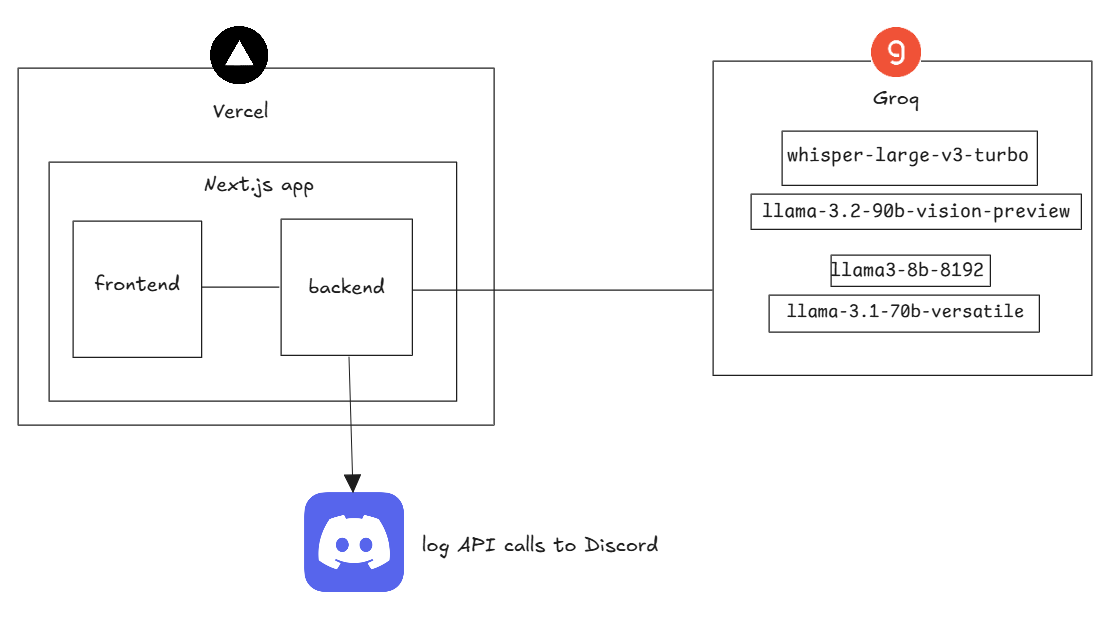 Vercel
Next.js app
frontend
backend
log API calls to Discord
g
Groq
whisper-large-v3-turbo
llama-3.2-90b-vision-preview
llama3-8b-8192
llama-3.1-70b-versatile